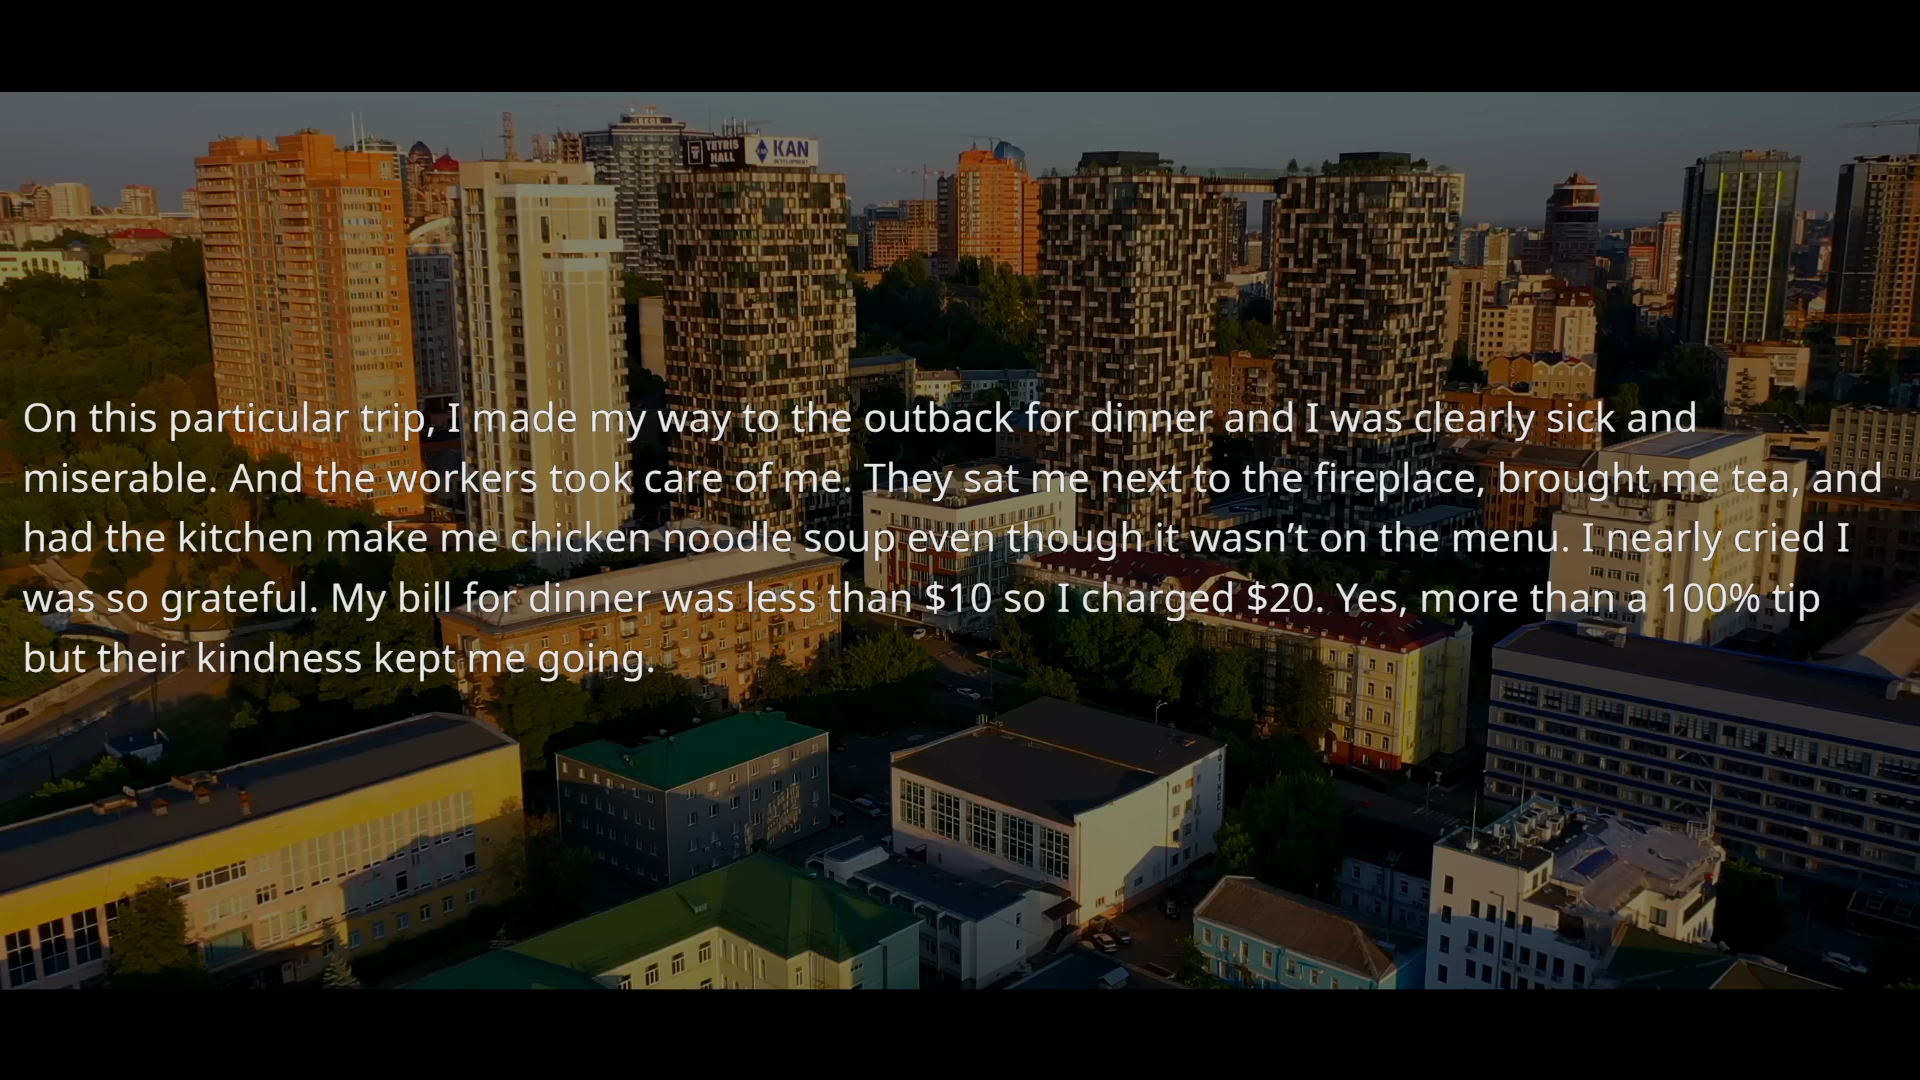 TETRIS
HALL
KAN
DEVELOPMENT
On this particular trip, I made my way to the outback for dinner and I was clearly sick and
miserable. And the workers took care of me. They sat me next to the fireplace, brought me tea, and
had the kitchen make me chicken noodle soup even though it wasn’t on the menu. I nearly cried I
was so grateful. My bill for dinner was less than $10 so I charged $20. Yes, more than a 100% tip
but their kindness kept me going.